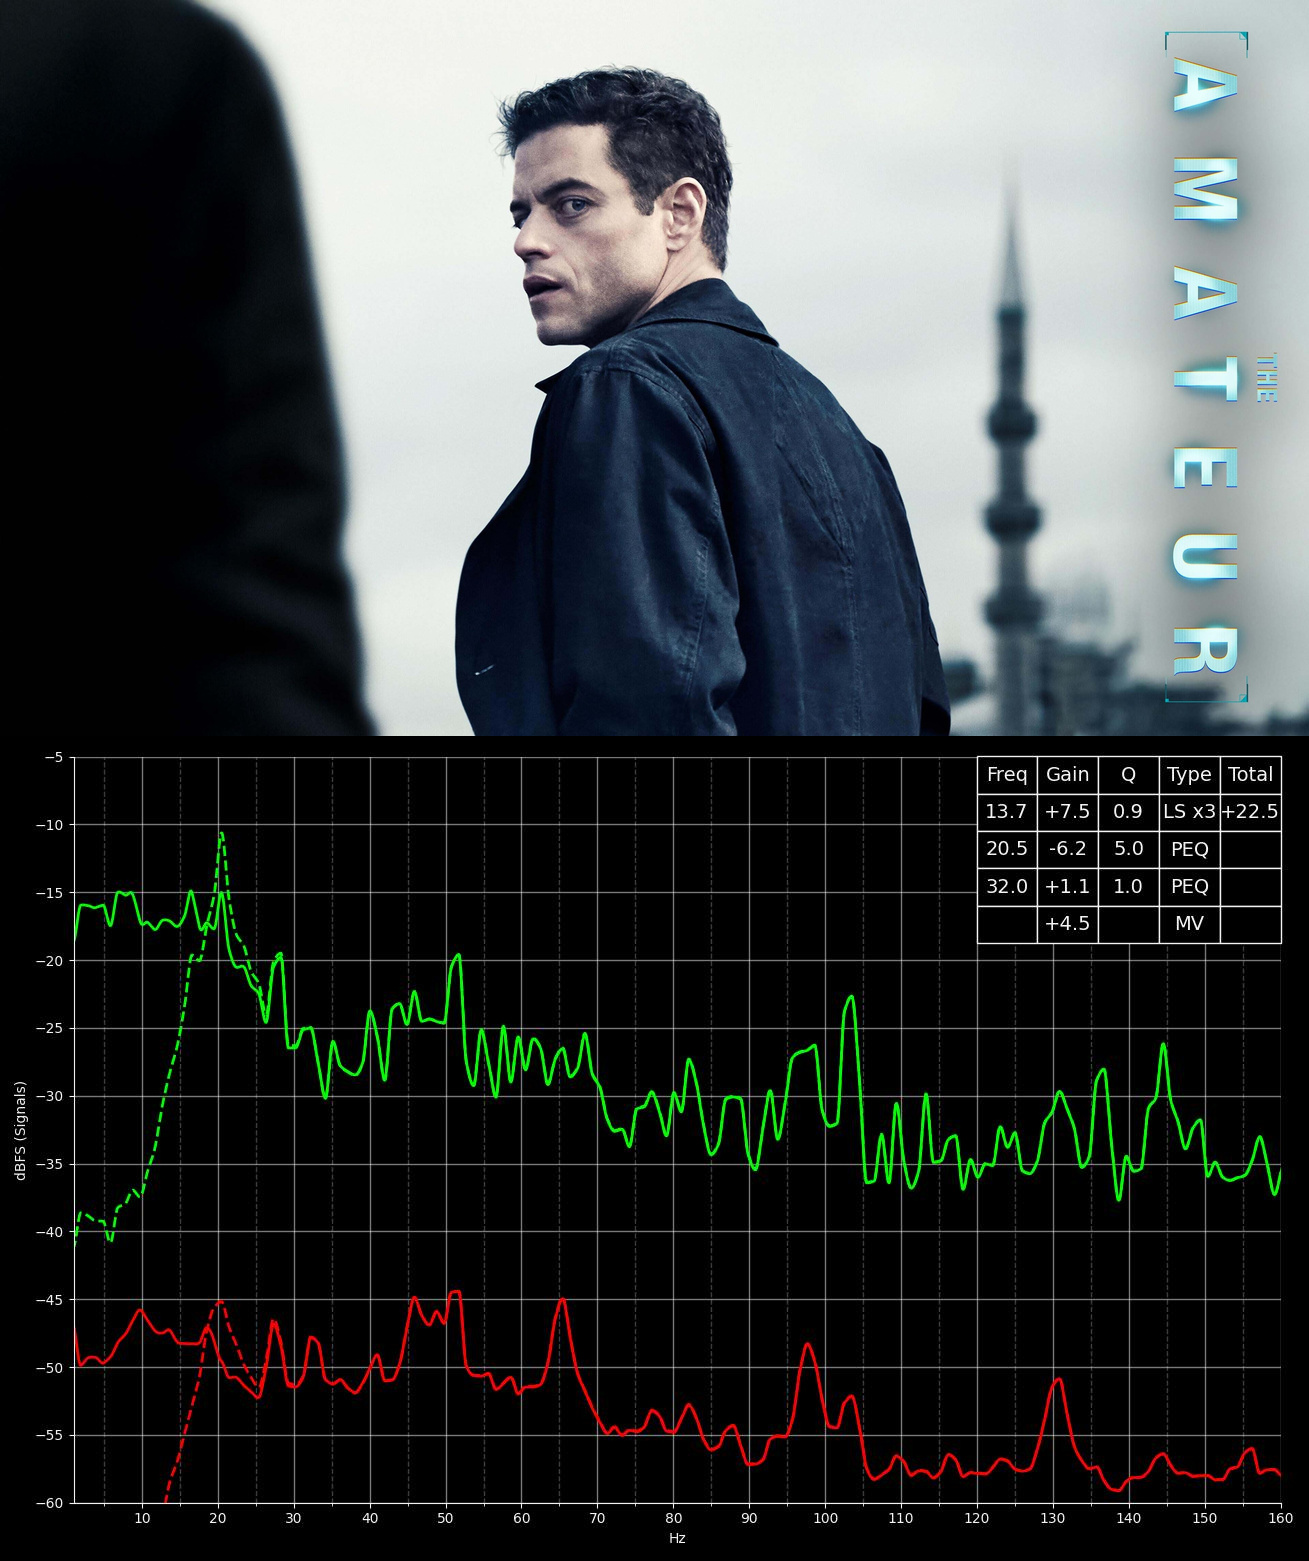 THE
AMATEUR
Freq Gain Q Type Total
13.7 +7.5 0.9 LS x3 +22.5
20.5 -6.2 5.0 PEQ
32.0 +1.1 1.0 PEQ
+4.5 MV
−5
−10
−15
−20
−25
−30
−35
−40
−45
−50
−55
−60
dBFS (Signals)
10 20 30 40 50 60 70 80 90 100 110 120 130 140 150 160
Hz